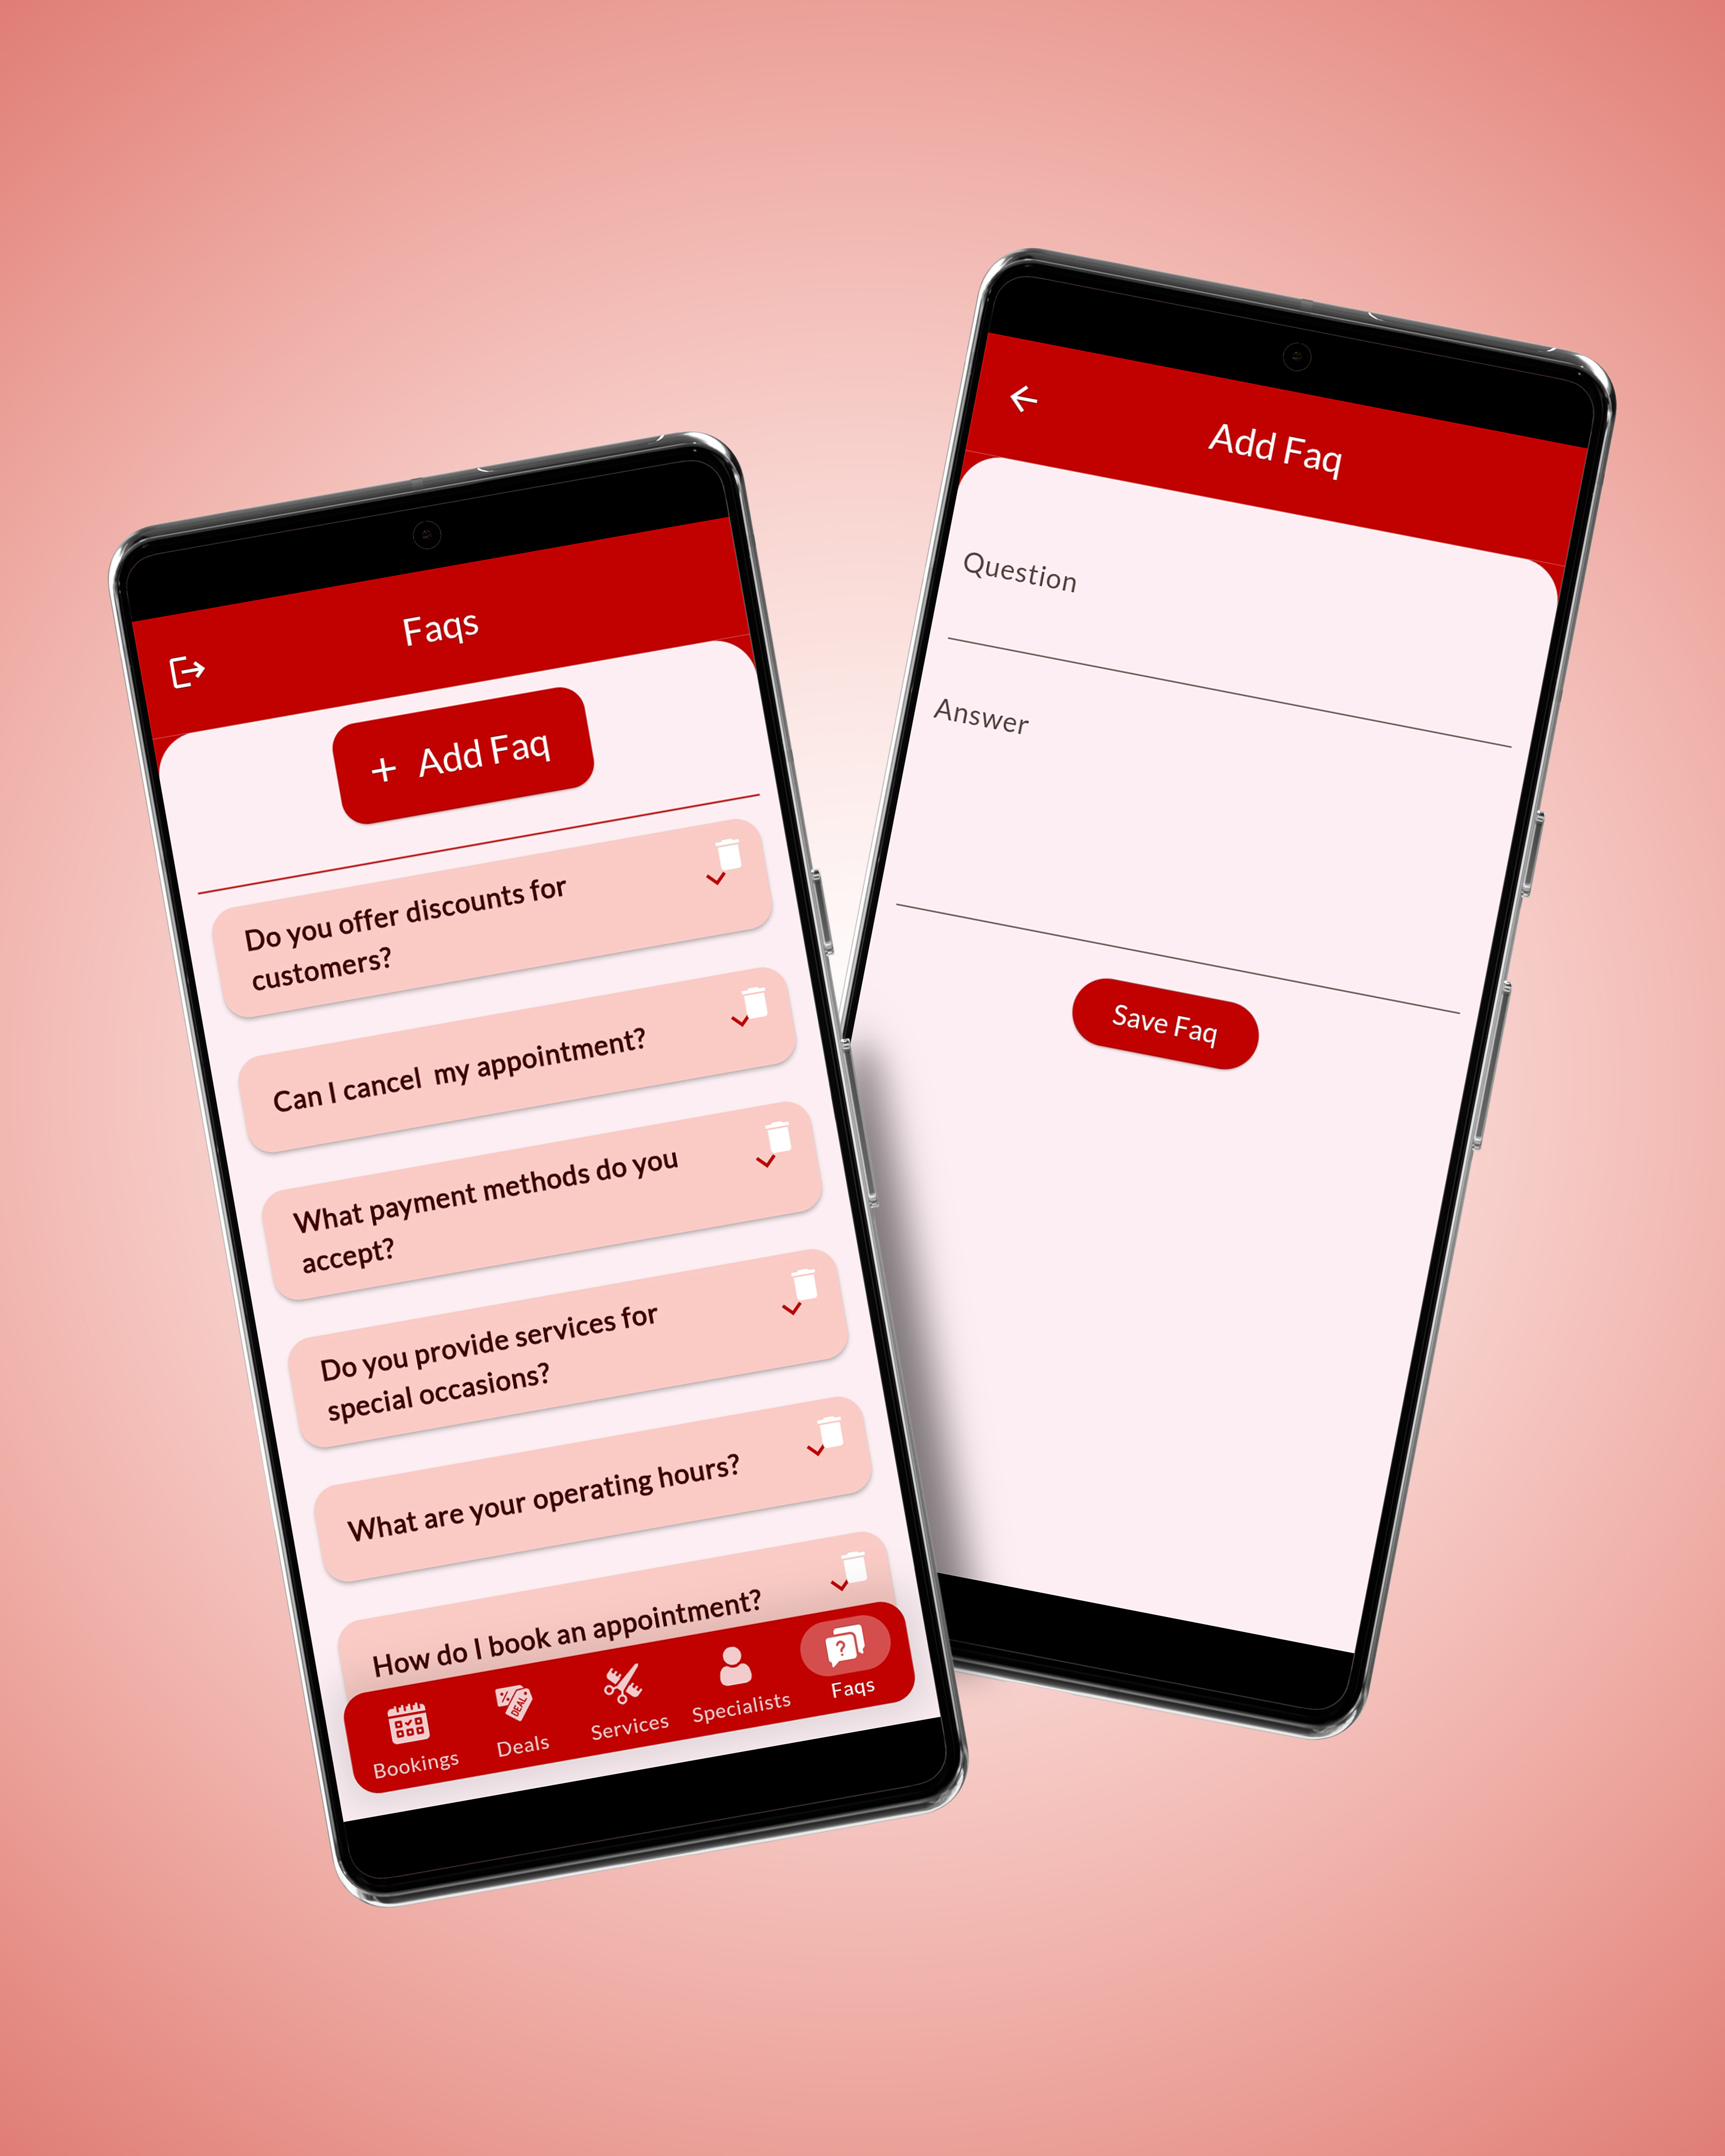 Faqs
+ Add Faq
Do you offer discounts for
customers?
Can I cancel  my appointment?
What payment methods do you
accept?
Do you provide services for
special occasions?
What are your operating hours?
How do I book an appointment?
Bookings
DEAL
Deals
Services
Specialists
?
Faqs
Add Faq
Question
Answer
Save Faq